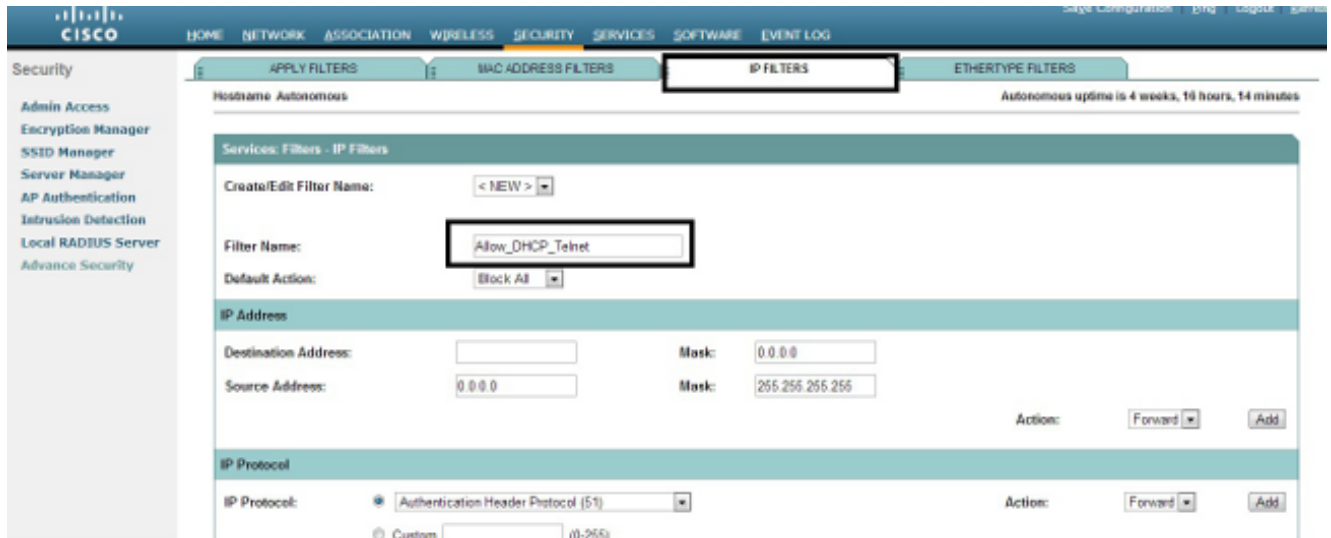 Save Configuration | Ping | Logout | Refresh
CISCO
HOME NETWORK ASSOCIATION WIRELESS SECURITY SERVICES SOFTWARE EVENT LOG
Security
APPLY FILTERS
MAC ADDRESS FILTERS
IP FILTERS
ETHERTYPE FILTERS
Hostname Autonomous
Autonomous uptime is 4 weeks, 16 hours, 14 minutes
Admin Access
Encryption Manager
SSID Manager
Server Manager
AP Authentication
Intrusion Detection
Local RADIUS Server
Advance Security
Services: Filters - IP Filters
Create/Edit Filter Name: < NEW >
Filter Name: Allow_DHCP_Telnet
Default Action: Block All
IP Address
Destination Address: Mask: 0.0.0.0
Source Address: 0.0.0.0 Mask: 255.255.255.255
Action: Forward Add
IP Protocol
IP Protocol: Authentication Header Protocol (51) Action: Forward Add
Custom (0-255)